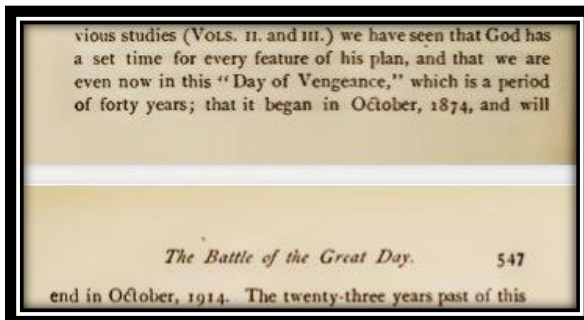 vious studies (VOLS. II. and III.) we have seen that God has
a set time for every feature of his plan, and that we are
even now in this "Day of Vengeance," which is a period
of forty years; that it began in October, 1874, and will
The Battle of the Great Day. 547
end in October, 1914. The twenty-three years past of this